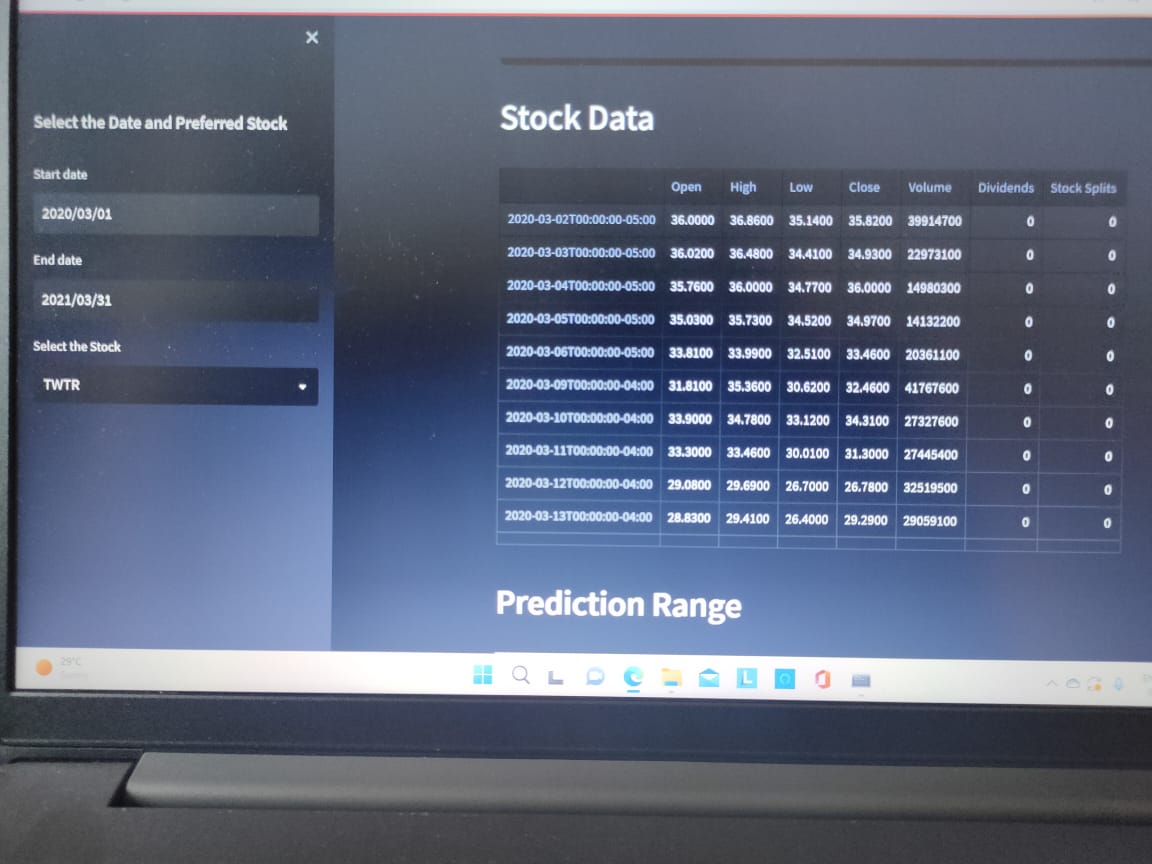 ×
Select the Date and Preferred Stock
Start date
2020/03/01
End date
2021/03/31
Select the Stock
TWTR
Stock Data
Open High Low Close Volume Dividends Stock Splits
2020-03-02T00:00:00-05:00 36.0000 36.8600 35.1400 35.8200 39914700 0 0
2020-03-03T00:00:00-05:00 36.0200 36.4800 34.4100 34.9300 22973100 0 0
2020-03-04T00:00:00-05:00 35.7600 36.0000 34.7700 36.0000 14980300 0 0
2020-03-05T00:00:00-05:00 35.0300 35.7300 34.5200 34.9700 14132200 0 0
2020-03-06T00:00:00-05:00 33.8100 33.9900 32.5100 33.4600 20361100 0 0
2020-03-09T00:00:00-04:00 31.8100 35.3600 30.6200 32.4600 41767600 0 0
2020-03-10T00:00:00-04:00 33.9000 34.7800 33.1200 34.3100 27327600 0 0
2020-03-11T00:00:00-04:00 33.3000 33.4600 30.0100 31.3000 27445400 0 0
2020-03-12T00:00:00-04:00 29.0800 29.6900 26.7000 26.7800 32519500 0 0
2020-03-13T00:00:00-04:00 28.8300 29.4100 26.4000 29.2900 29059100 0 0
Prediction Range
29°C
L